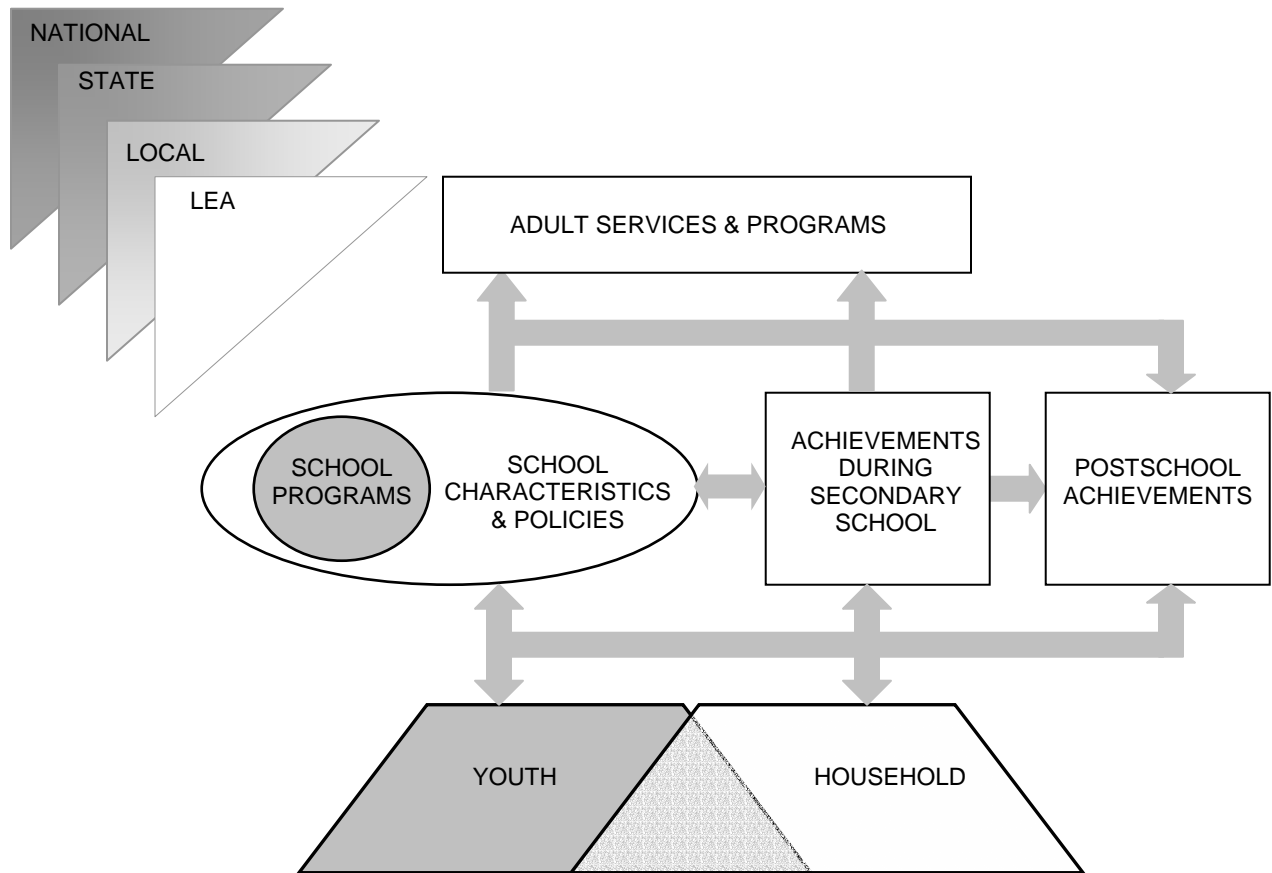 NATIONAL
STATE
LOCAL
LEA
ADULT SERVICES & PROGRAMS
SCHOOL
PROGRAMS
SCHOOL
CHARACTERISTICS
& POLICIES
ACHIEVEMENTS
DURING
SECONDARY
SCHOOL
POSTSCHOOL
ACHIEVEMENTS
YOUTH
HOUSEHOLD